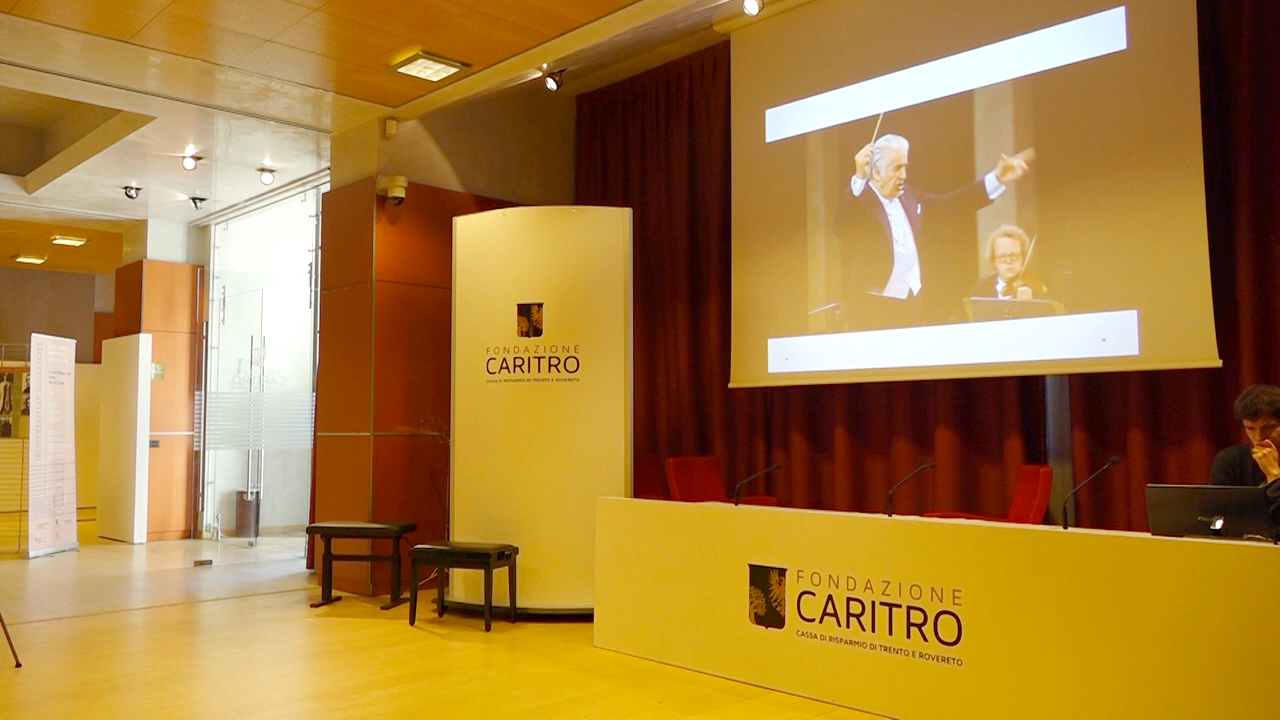 FONDAZIONE
CARITRO
CASSA DI RISPARMIO DI TRENTO E ROVERETO
FONDAZIONE
CARITRO
CASSA DI RISPARMIO DI TRENTO E ROVERETO